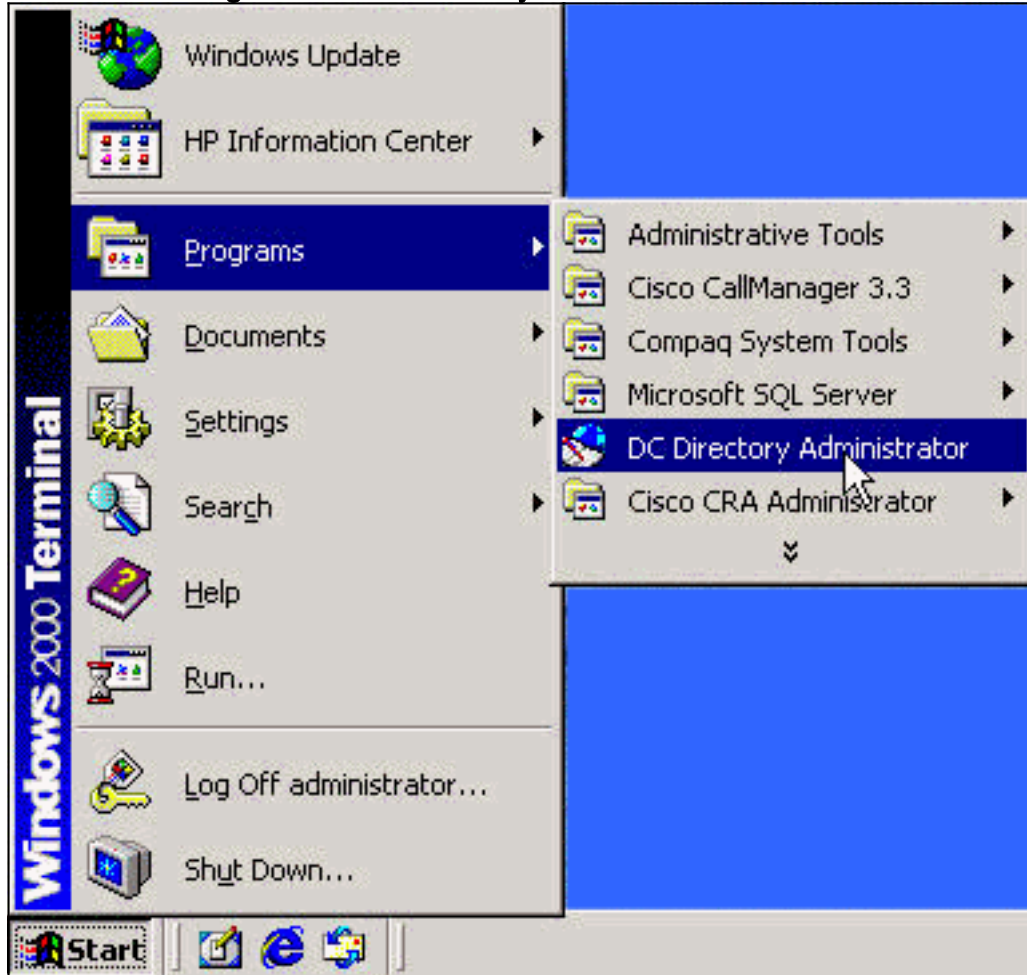 Windows Update
HP Information Center
Programs
Documents
Settings
Search
Help
Run...
Log Off administrator...
Shut Down...
Windows 2000 Terminal
Administrative Tools
Cisco CallManager 3.3
Compaq System Tools
Microsoft SQL Server
DC Directory Administrator
Cisco CRA Administrator
Start